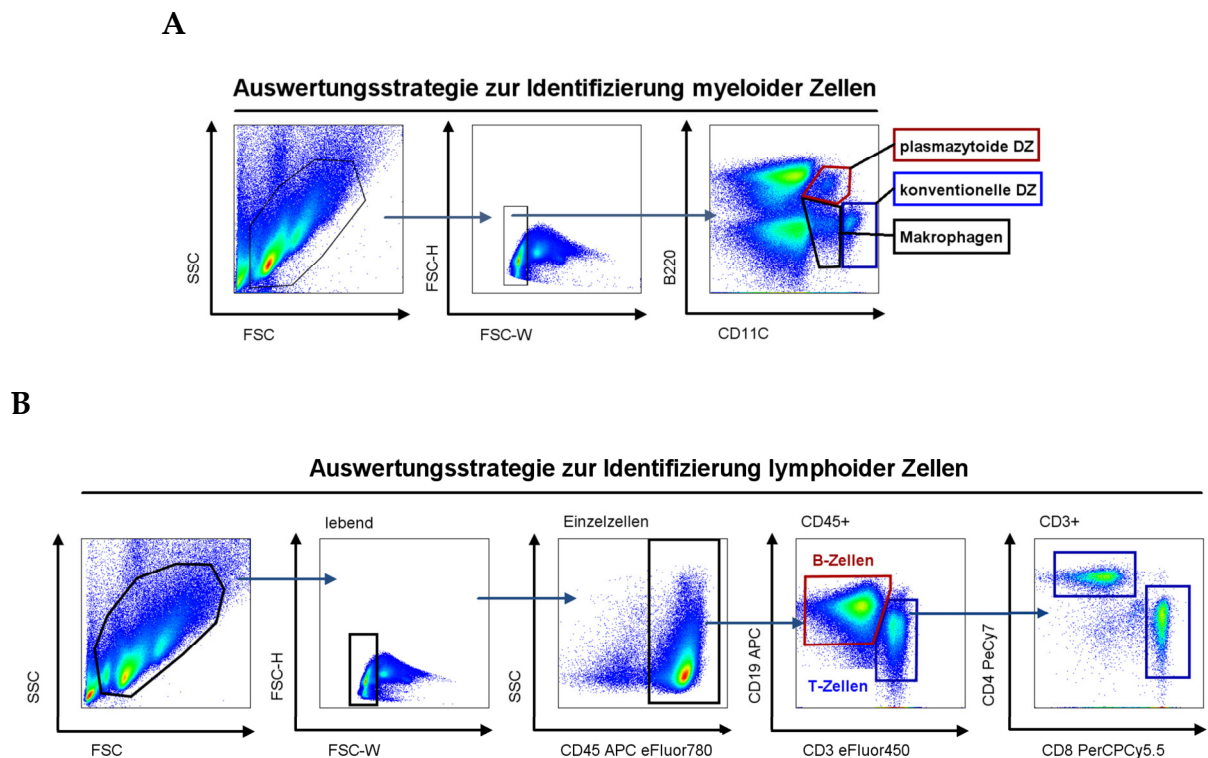 A
Auswertungsstrategie zur Identifizierung myeloider Zellen
SSC
FSC
FSC-H
FSC-W
B220
CD11C
plasmazytoide DZ
konventionelle DZ
Makrophagen
B
Auswertungsstrategie zur Identifizierung lymphoider Zellen
SSC
FSC
lebend
FSC-H
FSC-W
Einzelzellen
SSC
CD45 APC eFluor780
CD45+
B-Zellen
T-Zellen
CD19 APC
CD3 eFluor450
CD3+
CD4 PeCy7
CD8 PerCPCy5.5